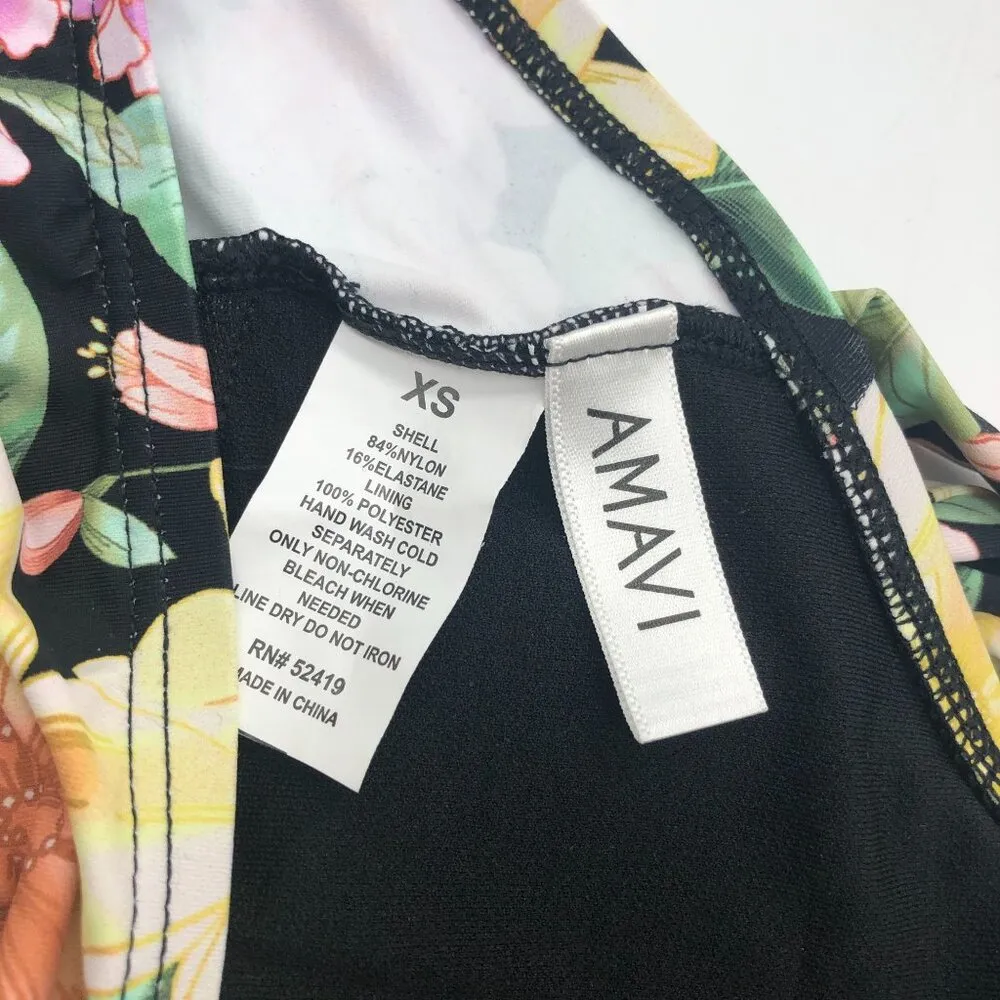 XS
SHELL
84%NYLON
16%ELASTANE
LINING
100% POLYESTER
HAND WASH COLD
SEPARATELY
ONLY NON-CHLORINE
BLEACH WHEN
NEEDED
LINE DRY DO NOT IRON
RN# 52419
MADE IN CHINA
AMAVI